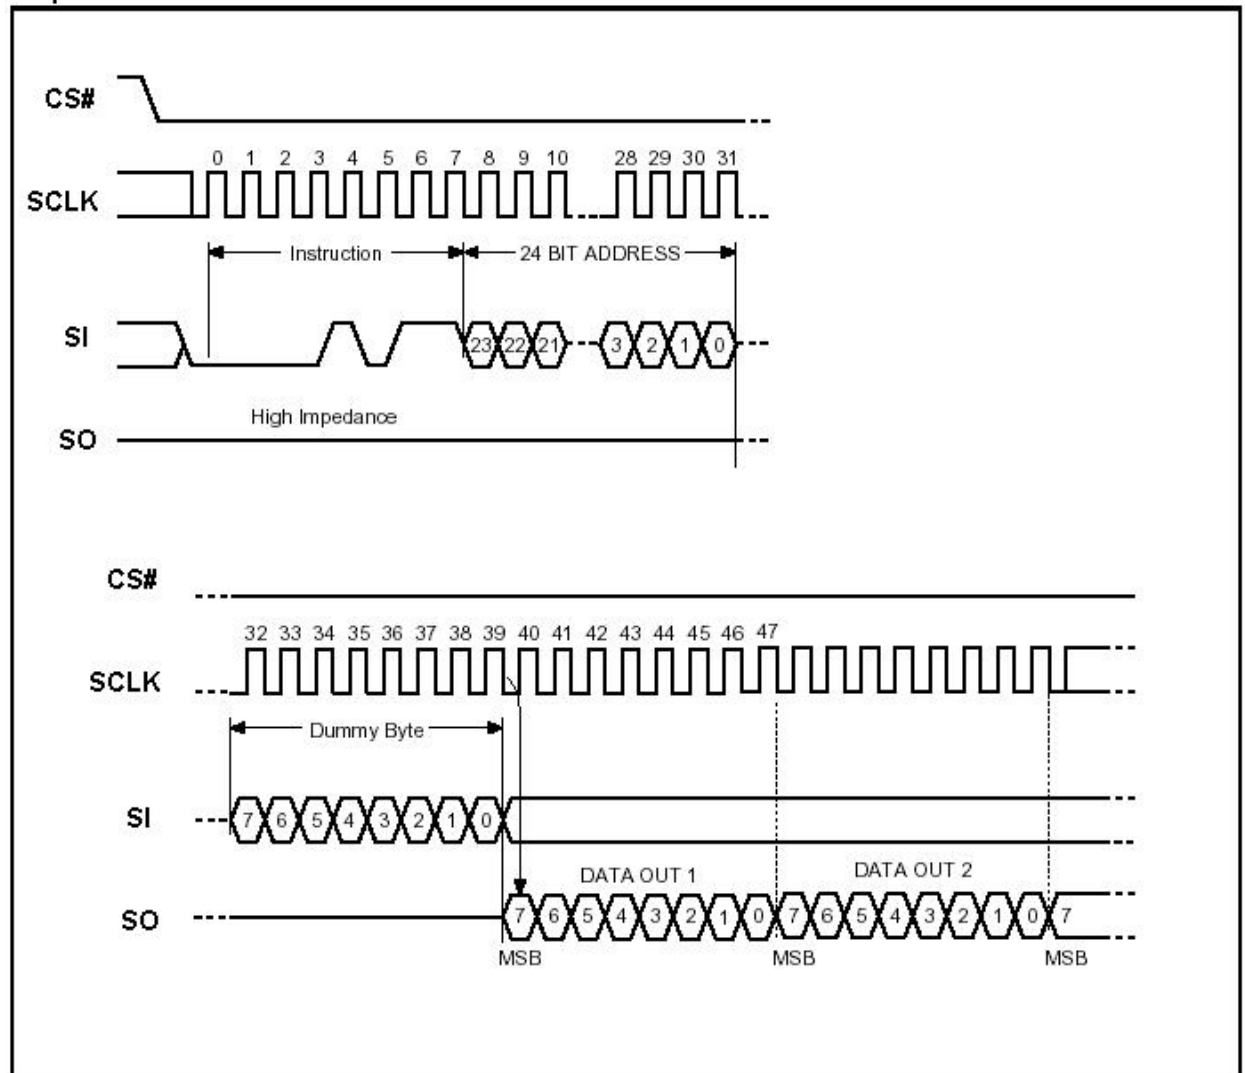 CS#
0 1 2 3 4 5 6 7 8 9 10 28 29 30 31
SCLK
Instruction 24 BIT ADDRESS
SI 23 22 21 3 2 1 0
High Impedance
SO
CS#
32 33 34 35 36 37 38 39 40 41 42 43 44 45 46 47
SCLK
Dummy Byte
SI 7 6 5 4 3 2 1 0
DATA OUT 1 DATA OUT 2
SO 7 6 5 4 3 2 1 0 7 6 5 4 3 2 1 0 7
MSB MSB MSB